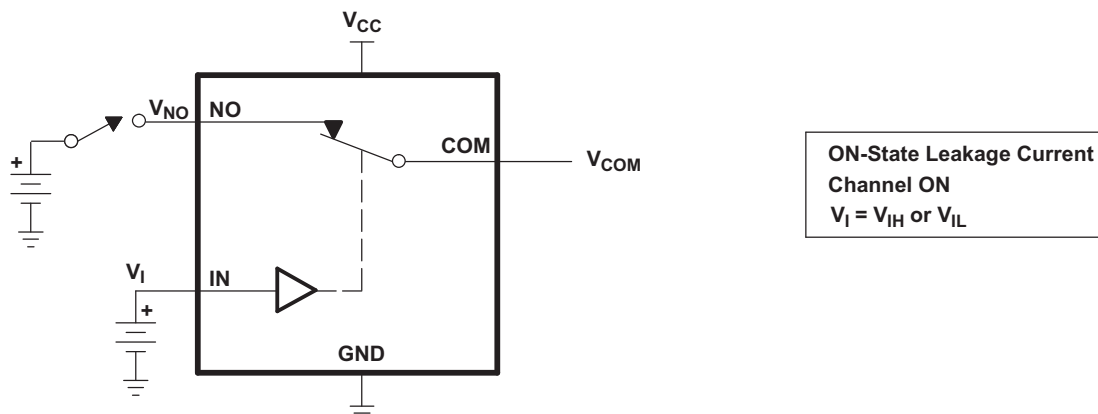 VCC
VNO NO
COM
VCOM
+
VI IN
+
GND
ON-State Leakage Current
Channel ON
VI = VIH or VIL